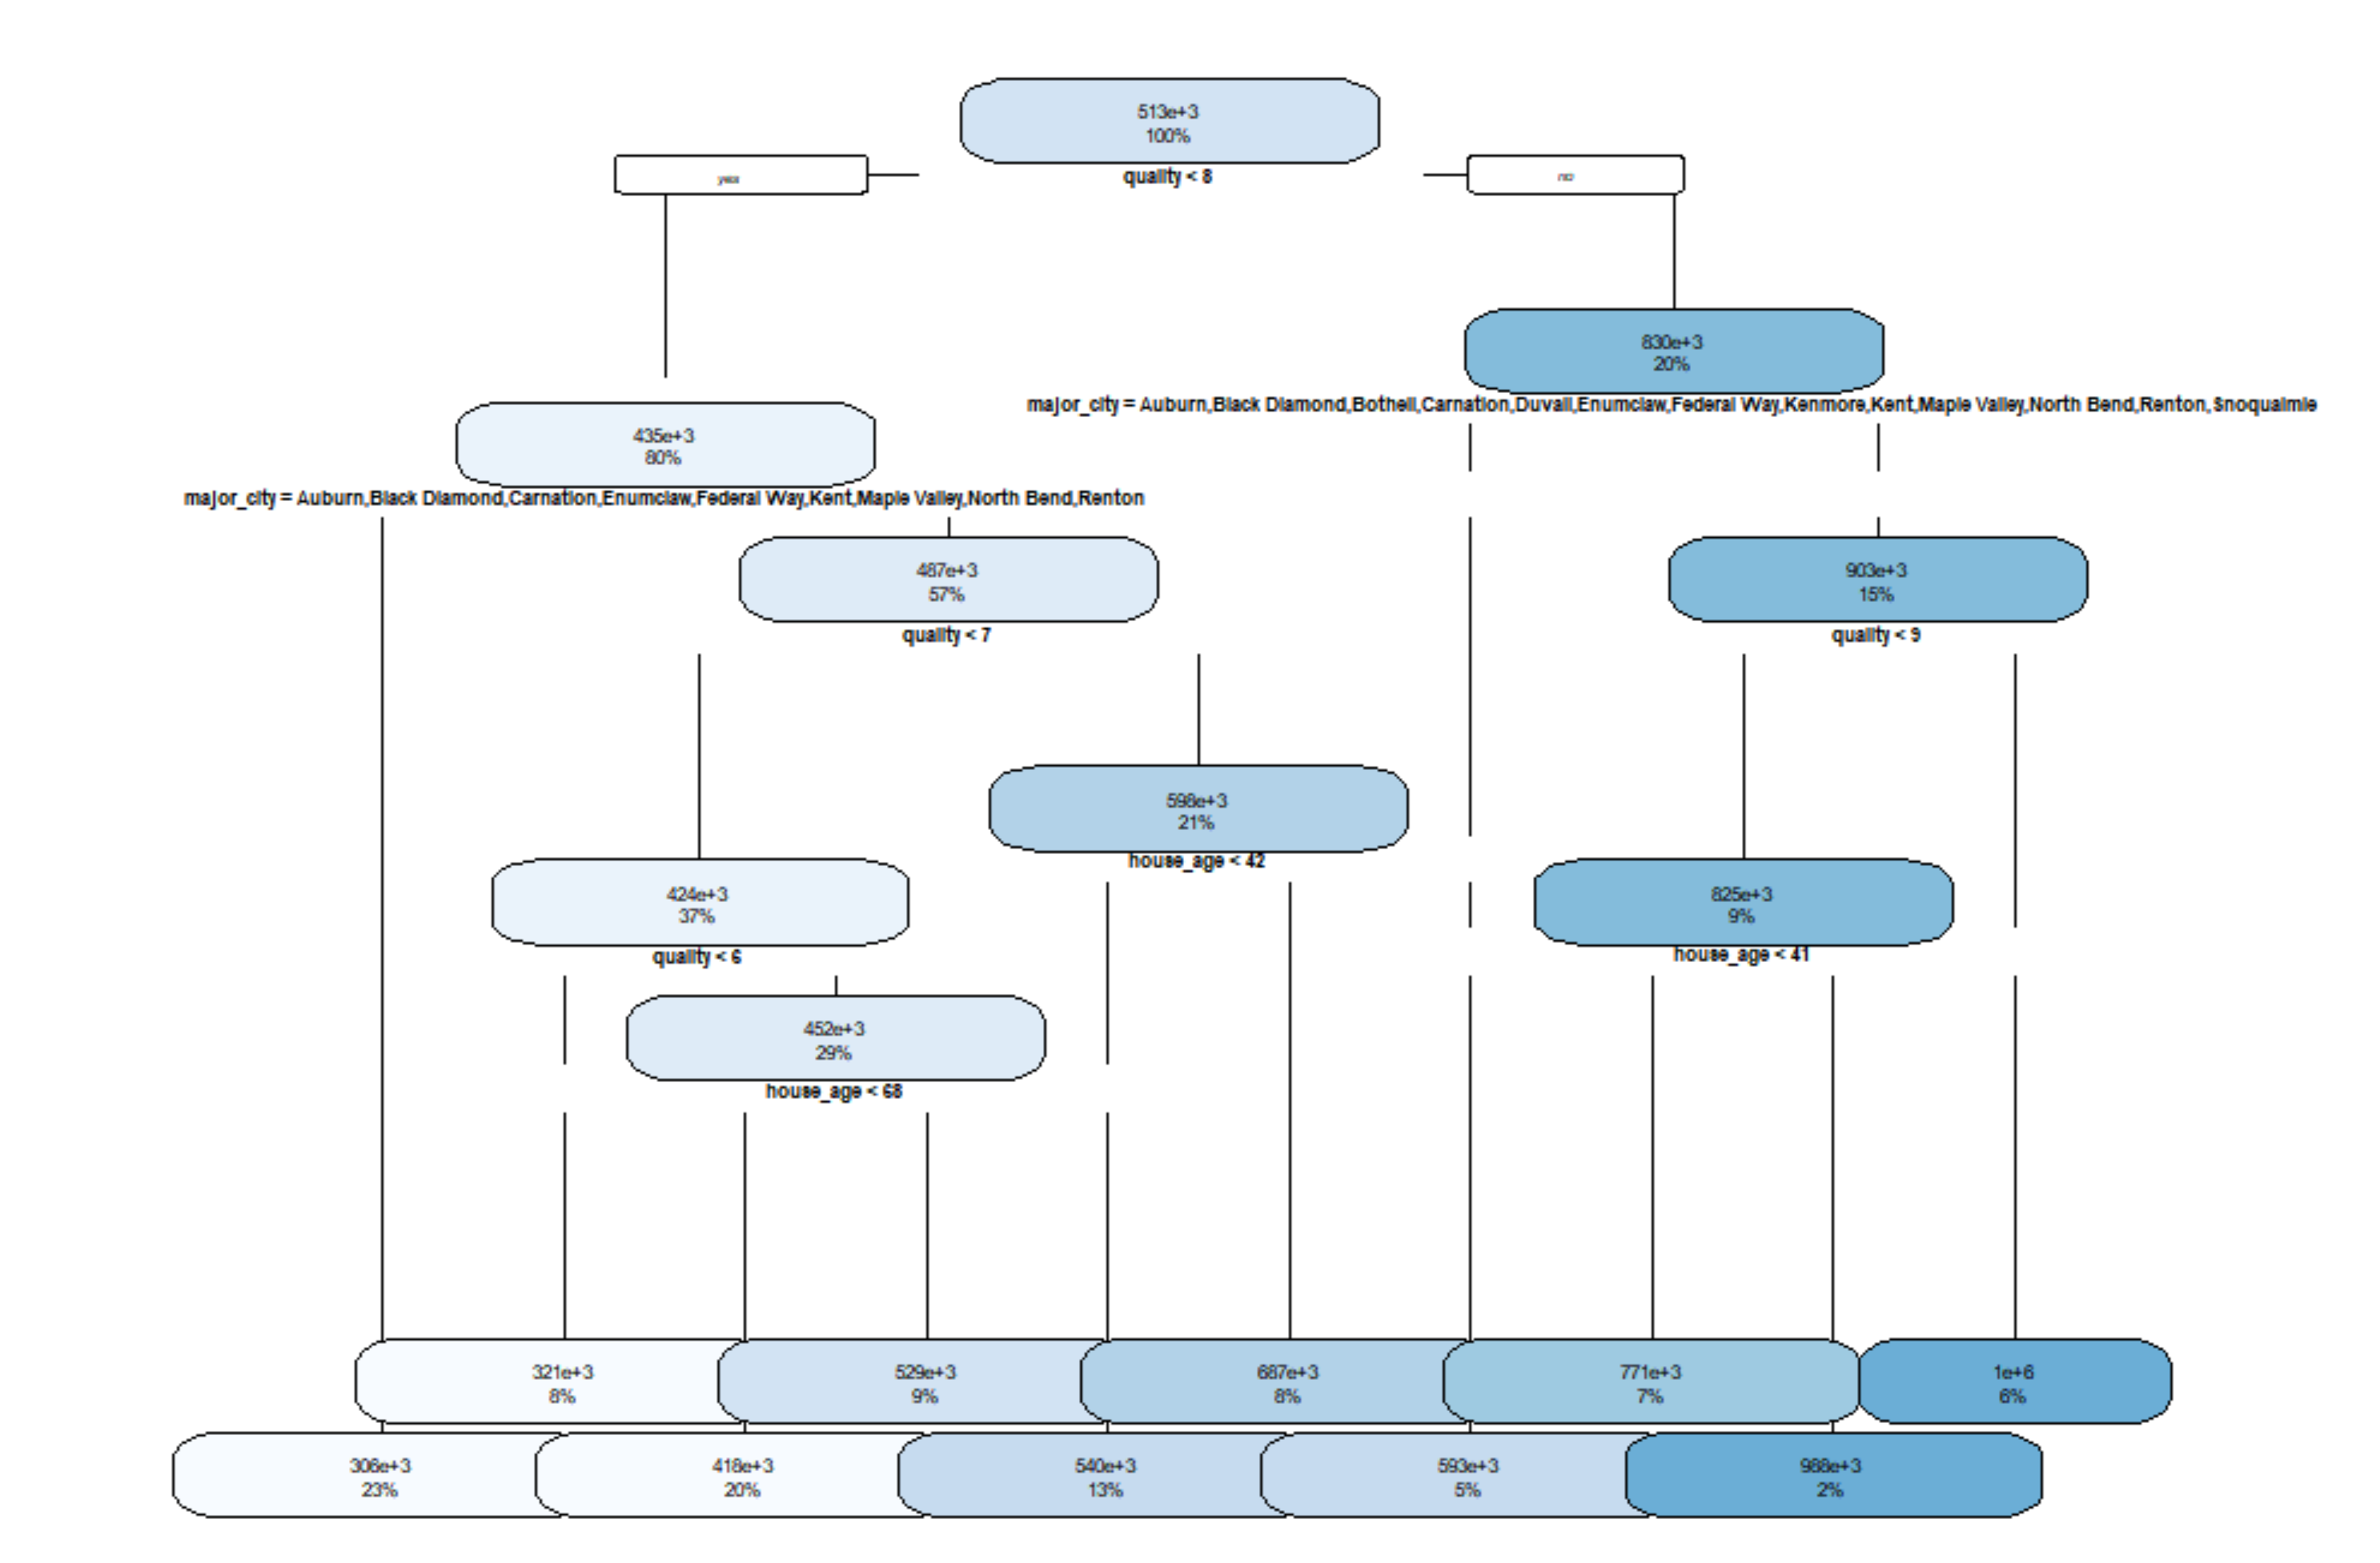 513e+3
100%
yes
quality < 8
no
830e+3
20%
major_city = Auburn,Black Diamond,Bothell,Carnation,Duvall,Enumclaw,Federal Way,Kenmore,Kent,Maple Valley,North Bend,Renton,Snoqualmie
435e+3
80%
major_city = Auburn,Black Diamond,Carnation,Enumclaw,Federal Way,Kent,Maple Valley,North Bend,Renton
487e+3
57%
quality < 7
903e+3
15%
quality < 9
598e+3
21%
house_age < 42
424e+3
37%
quality < 6
825e+3
9%
house_age < 41
452e+3
29%
house_age < 68
321e+3
8%
529e+3
9%
687e+3
8%
771e+3
7%
1e+6
6%
306e+3
23%
418e+3
20%
540e+3
13%
593e+3
5%
988e+3
2%